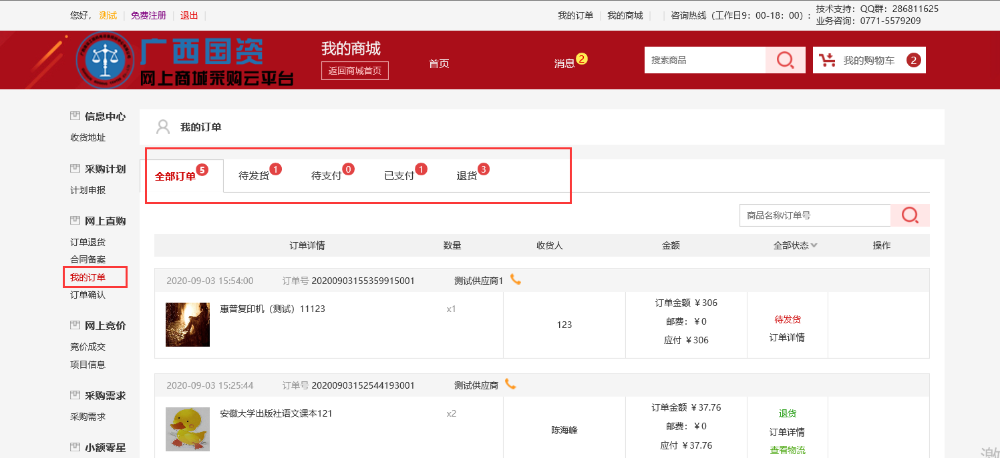 您好, 测试 免费注册 退出
我的订单 我的商城 咨询热线（工作日9：00-18：00）：
技术支持：QQ群：286811625
业务咨询：0771-5579209
广西国资
网上商城采购云平台
我的商城
返回商城首页
首页
消息 2
搜索商品
我的购物车 2
信息中心
收货地址
采购计划
计划申报
网上直购
订单退货
合同备案
我的订单
订单确认
网上竞价
竞价成交
项目信息
采购需求
采购需求
小额零星
我的订单
全部订单 5 待发货 1 待支付 0 已支付 1 退货 3
商品名称/订单号
订单详情 数量 收货人 金额 全部状态 操作
2020-09-03 15:54:00 订单号 20200903155359915001 测试供应商1
惠普复印机（测试）11123 x1
123
订单金额 ￥306
邮费：￥0
应付 ￥306
待发货
订单详情
2020-09-03 15:25:44 订单号 20200903152544193001 测试供应商
安徽大学出版社语文课本121 x2
陈海峰
订单金额 ￥37.76
邮费：￥0
应付 ￥37.76
退货
订单详情
查看物流